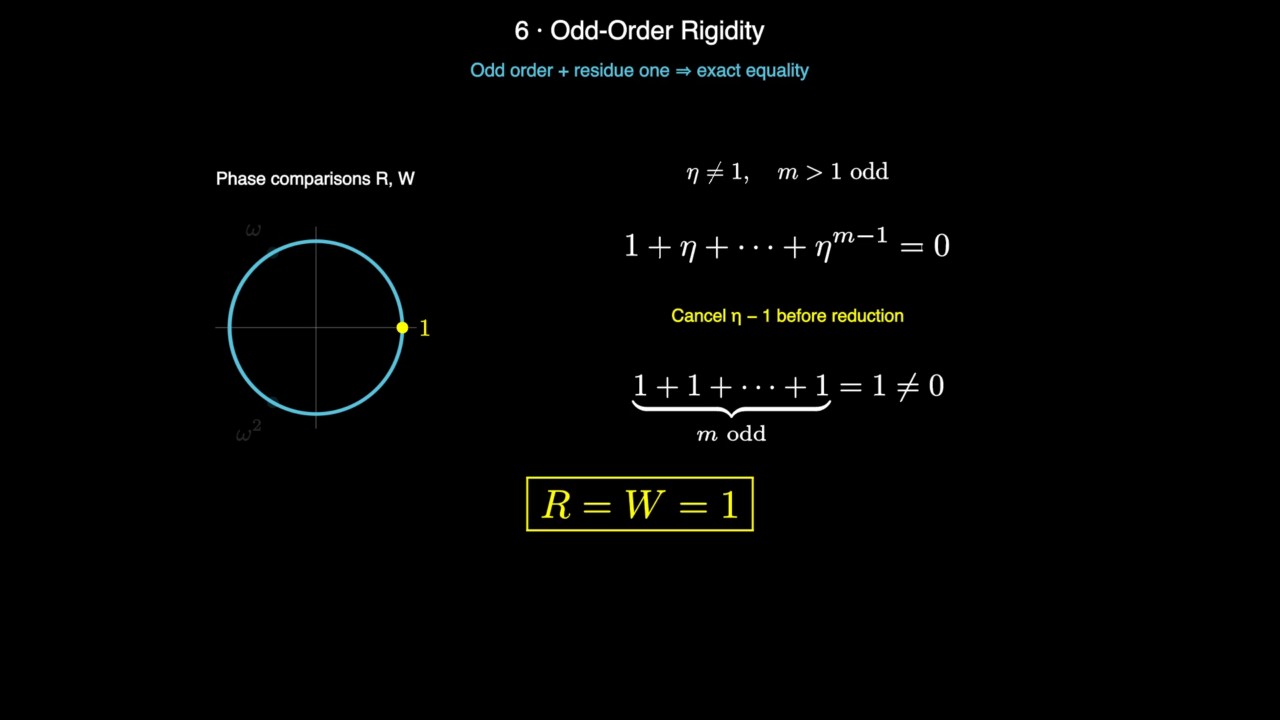 6 · Odd-Order Rigidity
Odd order + residue one ⇒ exact equality
Phase comparisons R, W
ω
1
ω²
η ≠ 1, m > 1 odd
1 + η + ⋯ + η^{m−1} = 0
Cancel η − 1 before reduction
1 + 1 + ⋯ + 1 = 1 ≠ 0
m odd
R = W = 1